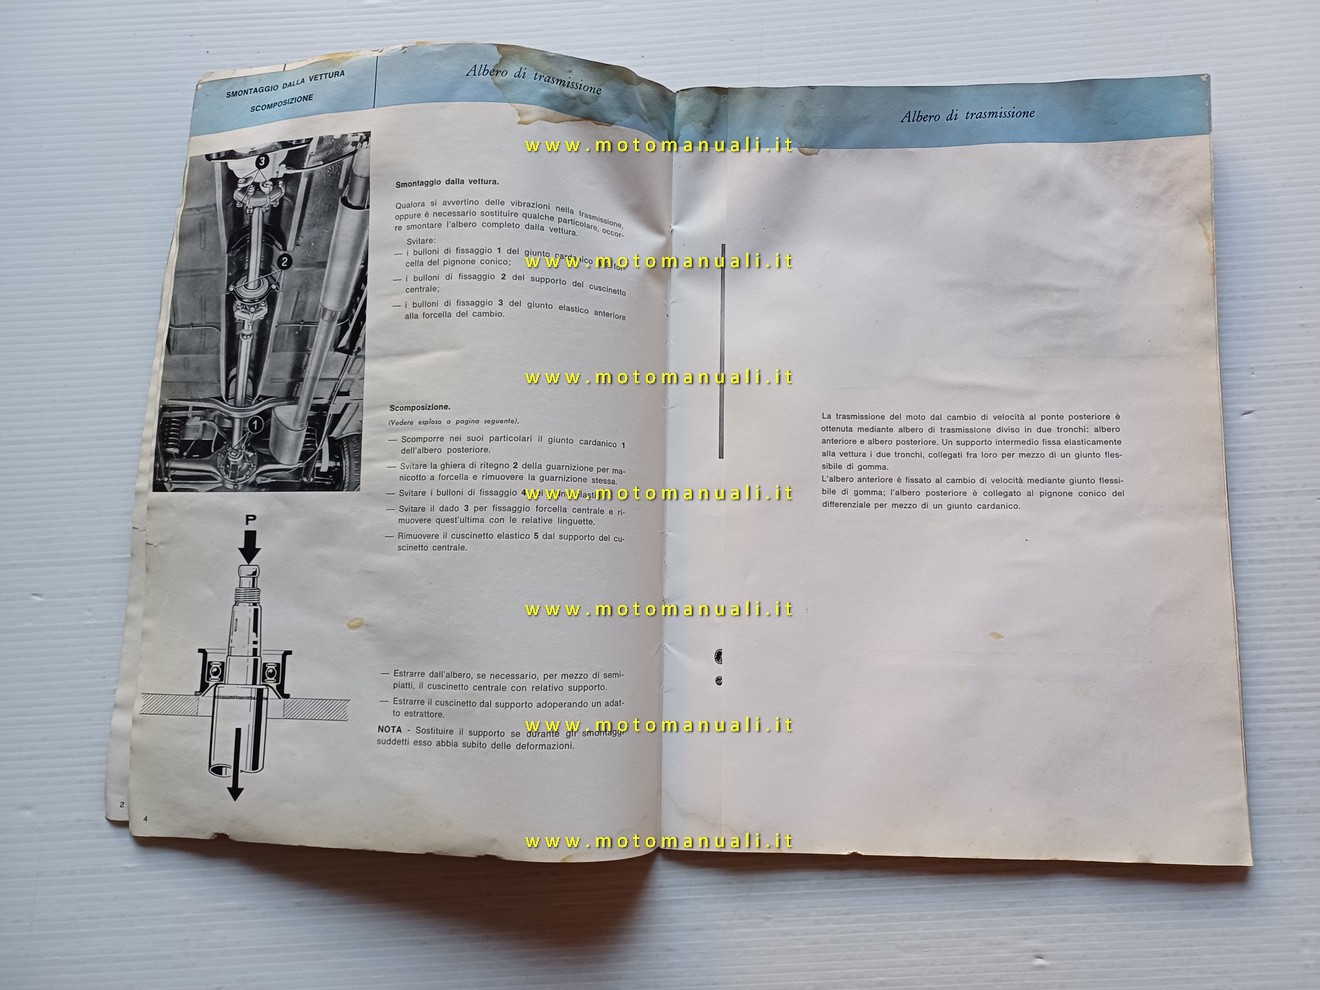 SMONTAGGIO DALLA VETTURA
SCOMPOSIZIONE
Albero di trasmissione
3
2
1
P
Smontaggio dalla vettura.
Qualora si avvertino delle vibrazioni nella trasmissione,
oppure è necessario sostituire qualche particolare, occor-
re smontare l'albero completo dalla vettura.
Svitare:
— i bulloni di fissaggio 1 del giunto cardanico
cella del pignone conico;
— i bulloni di fissaggio 2 del supporto del cuscinetto
centrale;
— i bulloni di fissaggio 3 del giunto elastico anteriore
alla forcella del cambio.
Scomposizione.
(Vedere esploso a pagina seguente).
— Scomporre nei suoi particolari il giunto cardanico 1
dell'albero posteriore.
— Svitare la ghiera di ritegno 2 della guarnizione per ma-
nicotto a forcella e rimuovere la guarnizione stessa.
— Svitare i bulloni di fissaggio 4
— Svitare il dado 3 per fissaggio forcella centrale e ri-
muovere quest'ultima con le relative linguette.
— Rimuovere il cuscinetto elastico 5 dal supporto del cu-
scinetto centrale.
— Estrarre dall'albero, se necessario, per mezzo di semi-
piatti, il cuscinetto centrale con relativo supporto.
— Estrarre il cuscinetto dal supporto adoperando un adat-
to estrattore.
NOTA - Sostituire il supporto se durante gli smontaggi
suddetti esso abbia subito delle deformazioni.
2
4
Albero di trasmissione
La trasmissione del moto dal cambio di velocità al ponte posteriore è
ottenuta mediante albero di trasmissione diviso in due tronchi: albero
anteriore e albero posteriore. Un supporto intermedio fissa elasticamente
alla vettura i due tronchi, collegati fra loro per mezzo di un giunto fles-
sibile di gomma.
L'albero anteriore è fissato al cambio di velocità mediante giunto flessi-
bile di gomma; l'albero posteriore è collegato al pignone conico del
differenziale per mezzo di un giunto cardanico.
www.motomanuali.it
www.motomanuali.it
www.motomanuali.it
www.motomanuali.it
www.motomanuali.it
www.motomanuali.it
www.motomanuali.it